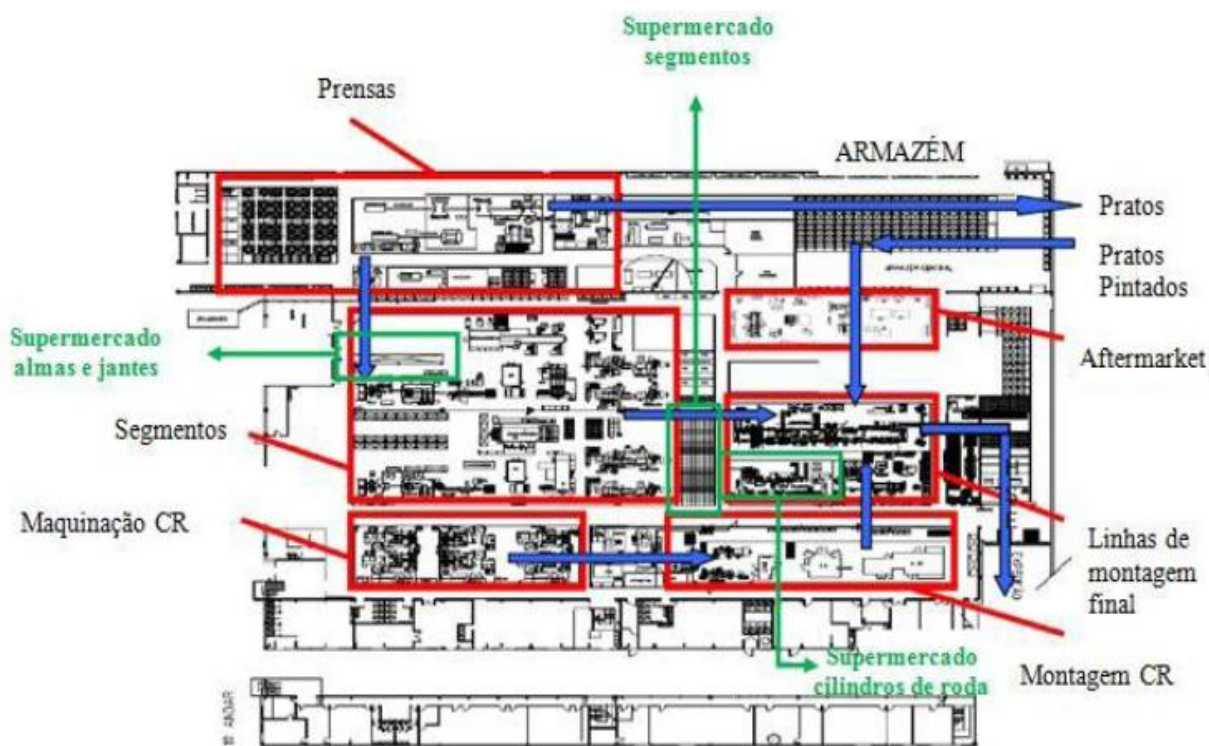 Supermercado
segmentos
Prensas
ARMAZÉM
Pratos
Pratos
Pintados
Supermercado
almas e jantes
Aftermarket
Segmentos
Maquinação CR
Linhas de
montagem
final
Supermercado
cilindros de roda
Montagem CR
ANDAR